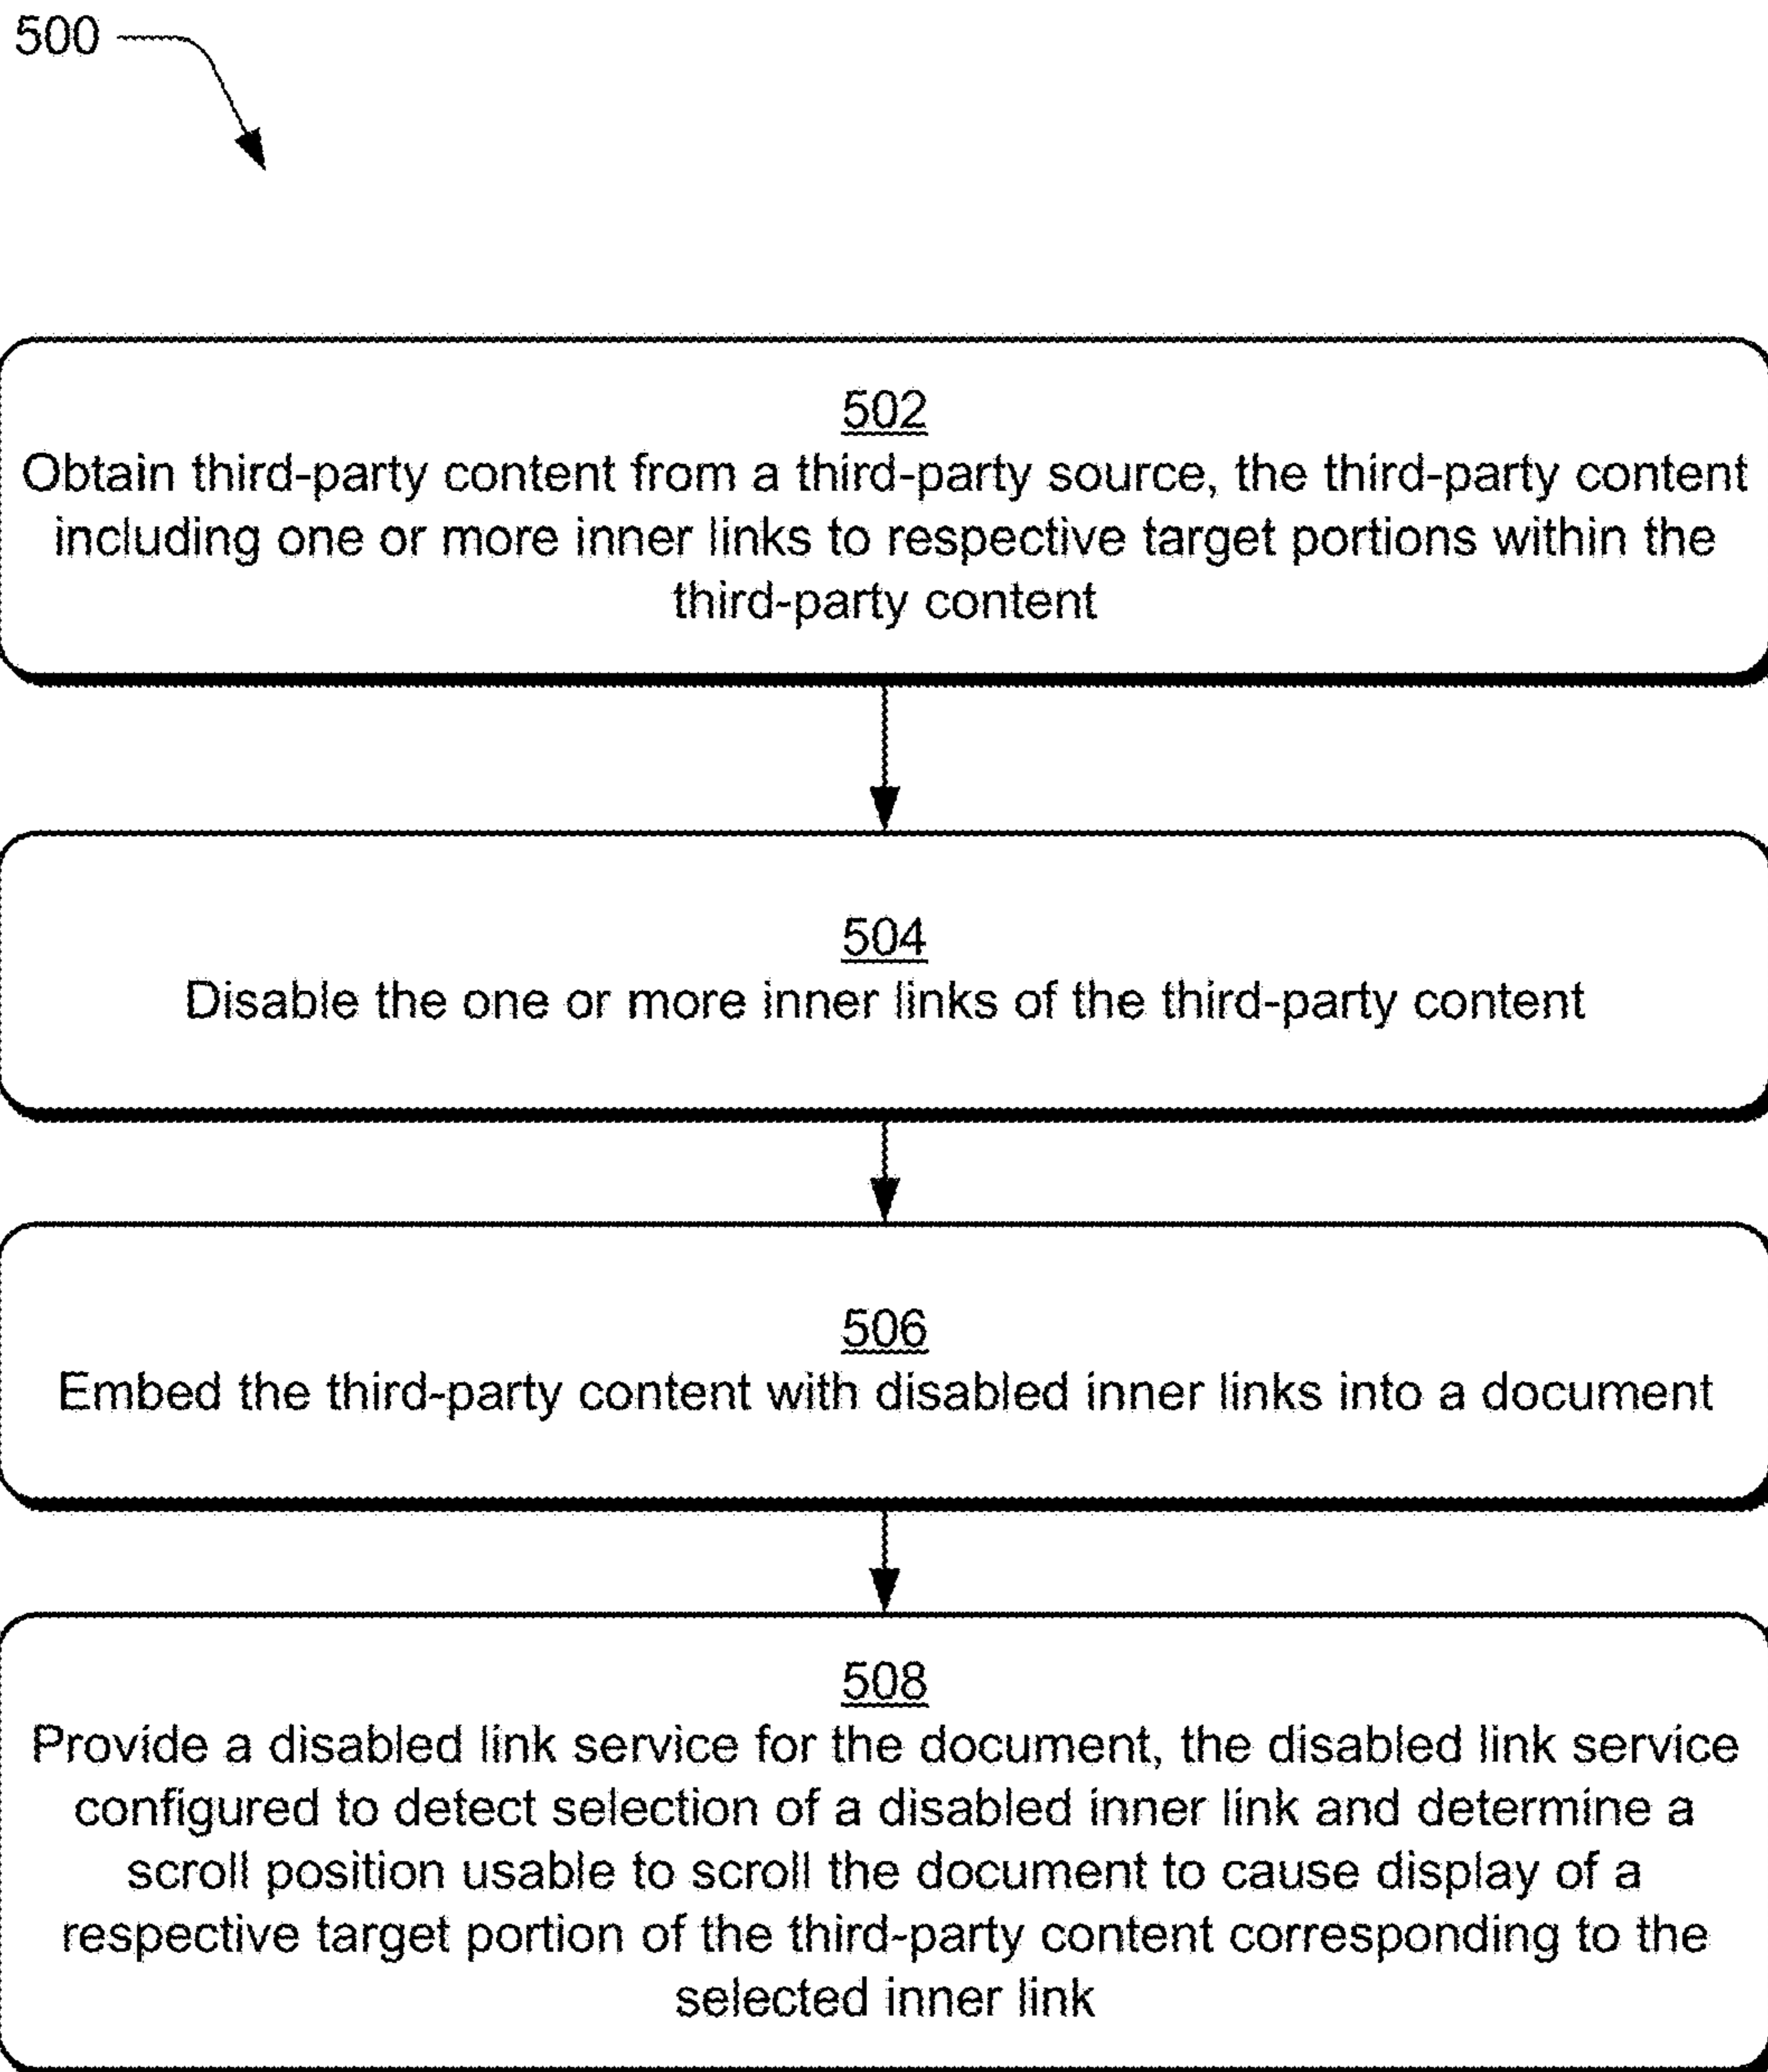 500
502
Obtain third-party content from a third-party source, the third-party content
including one or more inner links to respective target portions within the
third-party content
504
Disable the one or more inner links of the third-party content
506
Embed the third-party content with disabled inner links into a document
508
Provide a disabled link service for the document, the disabled link service
configured to detect selection of a disabled inner link and determine a
scroll position usable to scroll the document to cause display of a
respective target portion of the third-party content corresponding to the
selected inner link